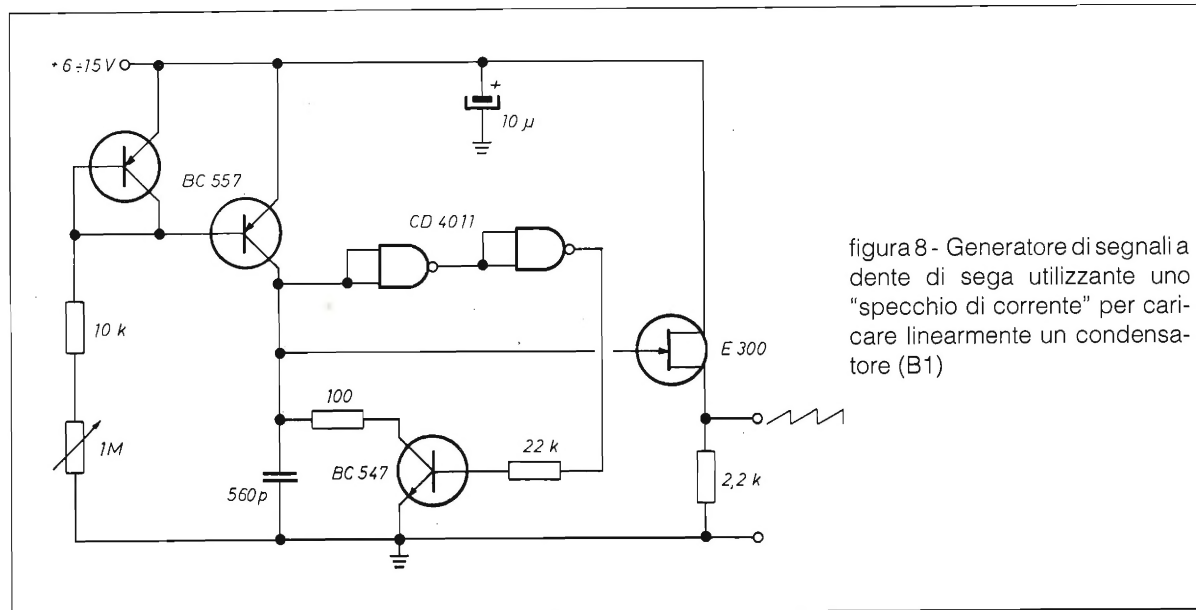 + 6÷15V
10 µ
BC 557
CD 4011
10 k
E 300
1M
100
BC 547
22 k
560p
2,2 k
figura 8 - Generatore di segnali a
dente di sega utilizzante uno
"specchio di corrente" per cari-
care linearmente un condensa-
tore (B1)